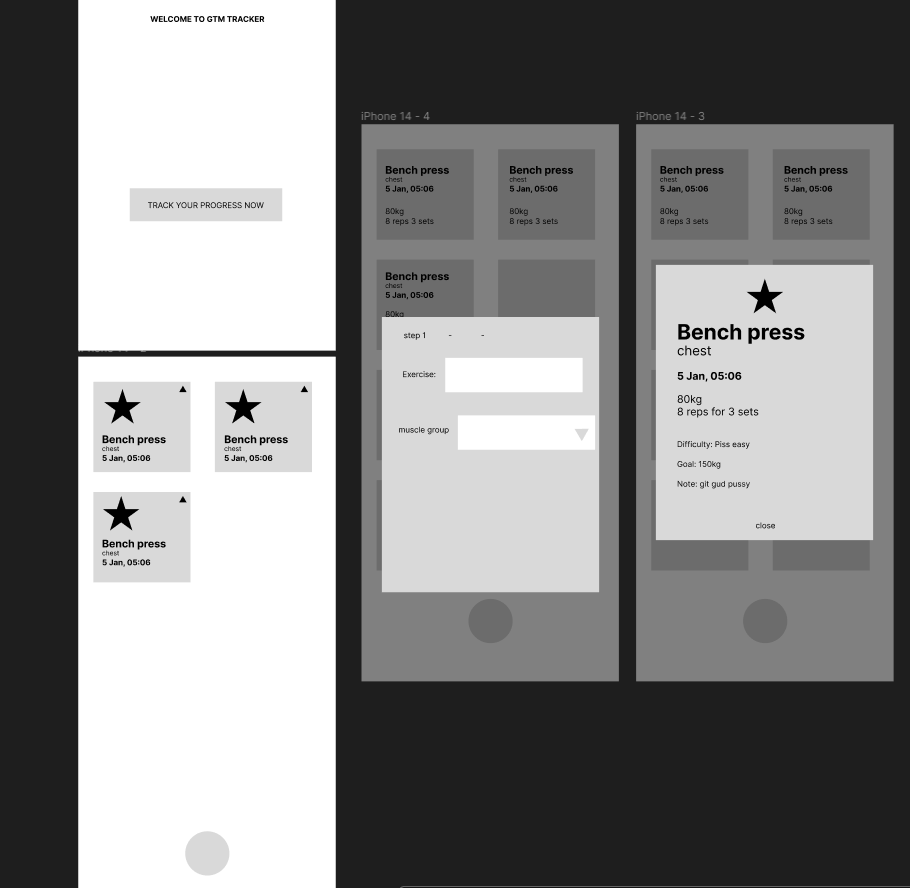 WELCOME TO GTM TRACKER
TRACK YOUR PROGRESS NOW
Bench press
chest
5 Jan, 05:06
Bench press
chest
5 Jan, 05:06
Bench press
chest
5 Jan, 05:06
iPhone 14 - 4
Bench press
chest
5 Jan, 05:06
80kg
8 reps 3 sets
Bench press
chest
5 Jan, 05:06
80kg
8 reps 3 sets
Bench press
chest
5 Jan, 05:06
80kg
step 1 - -
Exercise:
muscle group
iPhone 14 - 3
Bench press
chest
5 Jan, 05:06
80kg
8 reps 3 sets
Bench press
chest
5 Jan, 05:06
80kg
8 reps 3 sets
Bench press
chest
5 Jan, 05:06
80kg
8 reps for 3 sets
Difficulty: Piss easy
Goal: 150kg
Note: git gud pussy
close